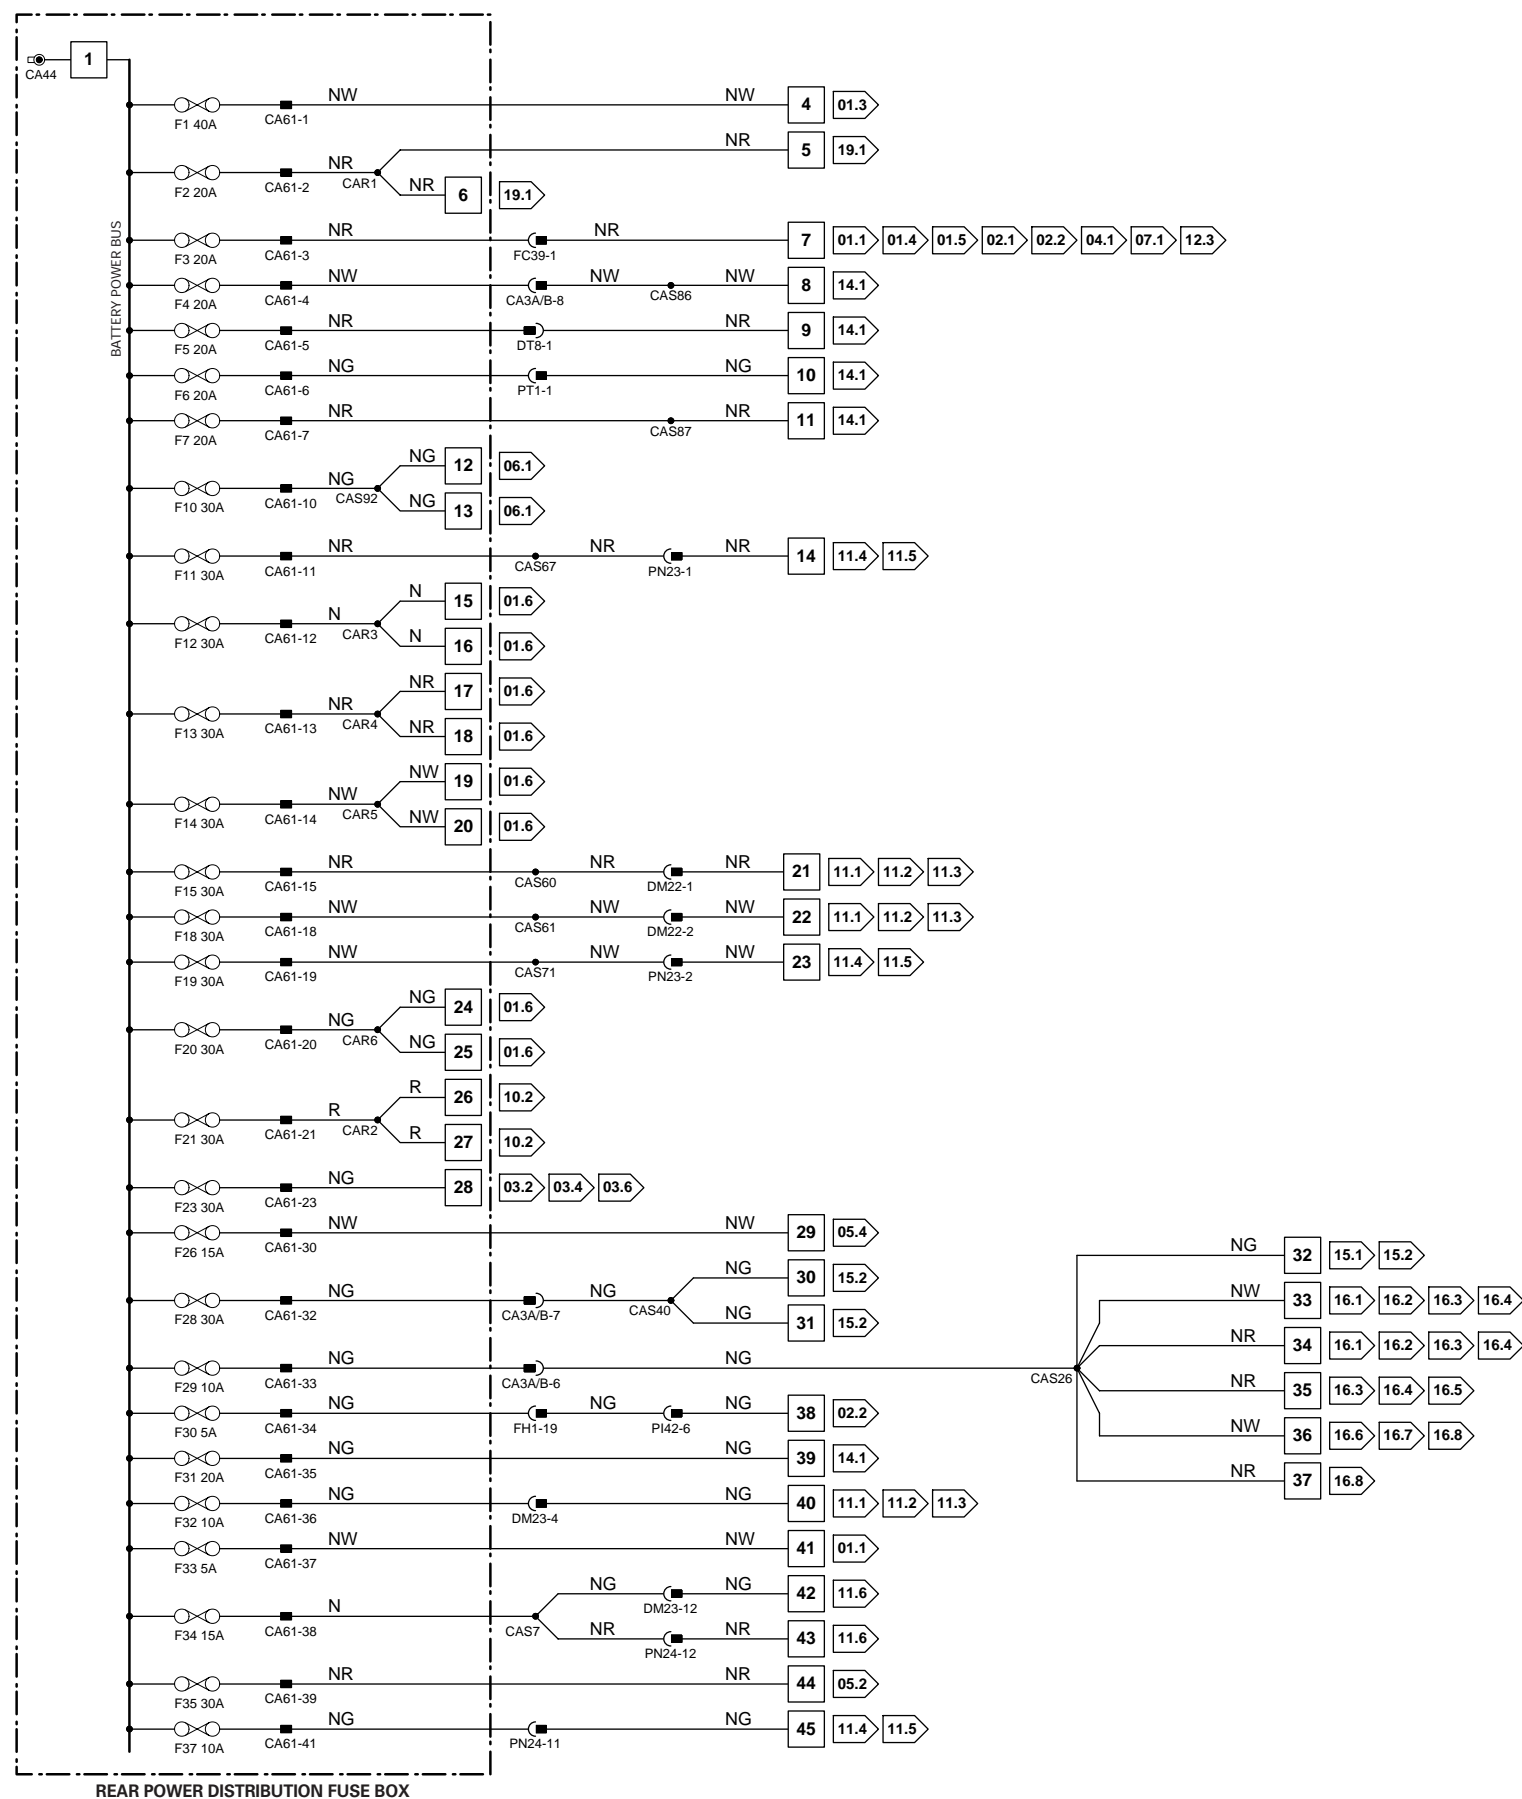 1
CA44
BATTERY POWER BUS
NW NW 4 01.3
F1 40A CA61-1
NR 5 19.1
NR
F2 20A CA61-2 CAR1
NR 6 19.1
NR NR 7 01.1 01.4 01.5 02.1 02.2 04.1 07.1 12.3
F3 20A CA61-3 FC39-1
NW NW NW 8 14.1
F4 20A CA61-4 CA3A/B-8 CAS86
NR NR 9 14.1
F5 20A CA61-5 DT8-1
NG NG 10 14.1
F6 20A CA61-6 PT1-1
NR NR 11 14.1
F7 20A CA61-7 CAS87
NG 12 06.1
NG
F10 30A CA61-10 CAS92
NG 13 06.1
NR NR NR 14 11.4 11.5
F11 30A CA61-11 CAS67 PN23-1
N 15 01.6
N
F12 30A CA61-12 CAR3
N 16 01.6
NR 17 01.6
NR
F13 30A CA61-13 CAR4
NR 18 01.6
NW 19 01.6
NW
F14 30A CA61-14 CAR5
NW 20 01.6
NR NR NR 21 11.1 11.2 11.3
F15 30A CA61-15 CAS60 DM22-1
NW NW NW 22 11.1 11.2 11.3
F18 30A CA61-18 CAS61 DM22-2
NW NW NW 23 11.4 11.5
F19 30A CA61-19 CAS71 PN23-2
NG 24 01.6
NG
F20 30A CA61-20 CAR6
NG 25 01.6
R 26 10.2
R
F21 30A CA61-21 CAR2
R 27 10.2
NG 28 03.2 03.4 03.6
F23 30A CA61-23
NW NW 29 05.4
F26 15A CA61-30
NG 32 15.1 15.2
NG 30 15.2
NG NG
F28 30A CA61-32 CA3A/B-7 CAS40
NW 33 16.1 16.2 16.3 16.4
NG 31 15.2
NR 34 16.1 16.2 16.3 16.4
NG NG
F29 10A CA61-33 CA3A/B-6 CAS26
NR 35 16.3 16.4 16.5
NG NG NG 38 02.2
F30 5A CA61-34 FH1-19 PI42-6
NW 36 16.6 16.7 16.8
NG NG 39 14.1
F31 20A CA61-35
NR 37 16.8
NG NG 40 11.1 11.2 11.3
F32 10A CA61-36 DM23-4
NW NW 41 01.1
F33 5A CA61-37
NG NG 42 11.6
DM23-12
N
F34 15A CA61-38 CAS7
NR NR 43 11.6
PN24-12
NR NR 44 05.2
F35 30A CA61-39
NG NG 45 11.4 11.5
F37 10A CA61-41 PN24-11
REAR POWER DISTRIBUTION FUSE BOX